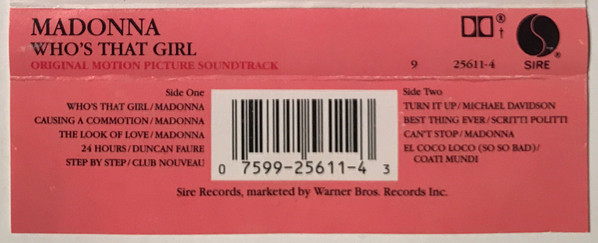 MADONNA
WHO'S THAT GIRL
ORIGINAL MOTION PICTURE SOUNDTRACK
®
†
9 25611-4
SIRE®
Side One
WHO'S THAT GIRL/MADONNA
CAUSING A COMMOTION/MADONNA
THE LOOK OF LOVE/MADONNA
24 HOURS/DUNCAN FAURE
STEP BY STEP/CLUB NOUVEAU
0 7599-25611-4 3
Side Two
TURN IT UP/MICHAEL DAVIDSON
BEST THING EVER/SCRITTI POLITTI
CAN'T STOP/MADONNA
EL COCO LOCO (SO SO BAD)/
COATI MUNDI
Sire Records, marketed by Warner Bros. Records Inc.